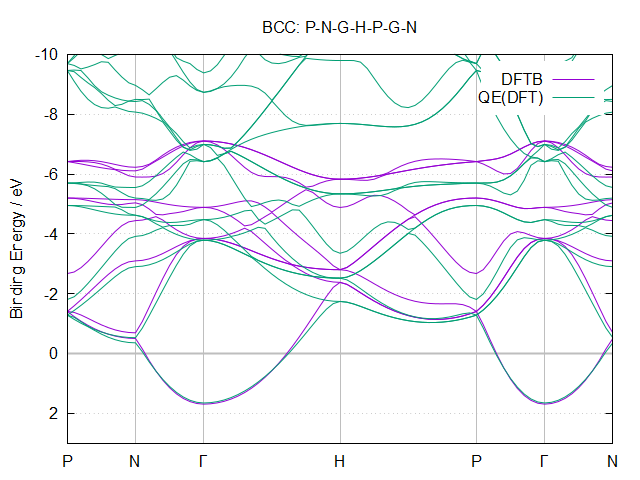 BCC: P-N-G-H-P-G-N
DFTB
QE(DFT)
Binding Energy / eV
-10
-8
-6
-4
-2
0
2
P N Γ H P Γ N